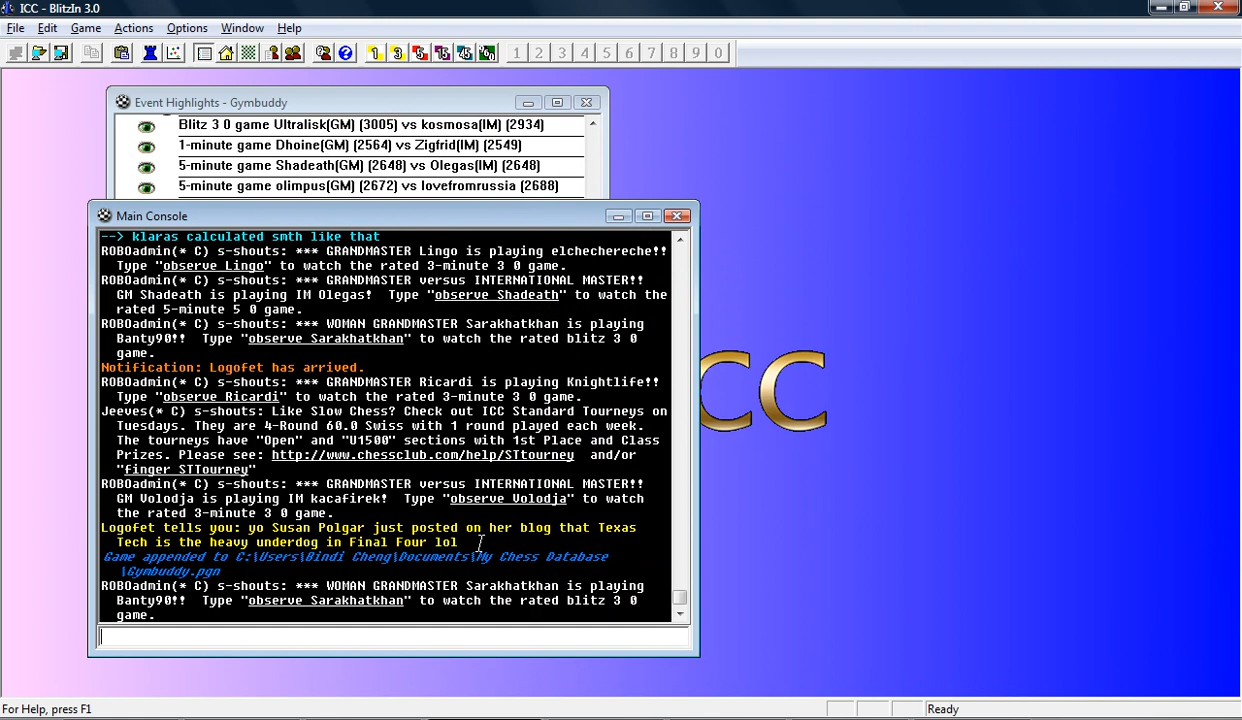 ICC - BlitzIn 3.0
File Edit Game Actions Options Window Help
1 3 5 15 45 1 2 3 4 5 6 7 8 9 0
Event Highlights - Gymbuddy
Blitz 3 0 game Ultralisk(GM) (3005) vs kosmosa(IM) (2934)
1-minute game Dhoine(GM) (2564) vs Zigfrid(IM) (2549)
5-minute game Shadeath(GM) (2648) vs Olegas(IM) (2648)
5-minute game olimpus(GM) (2672) vs lovefromrussia (2688)
Main Console
--> klaras calculated smth like that
ROBOadmin(* C) s-shouts: *** GRANDMASTER Lingo is playing elchechereche!!
Type "observe Lingo" to watch the rated 3-minute 3 0 game.
ROBOadmin(* C) s-shouts: *** GRANDMASTER versus INTERNATIONAL MASTER!!
GM Shadeath is playing IM Olegas!  Type "observe Shadeath" to watch the
rated 5-minute 5 0 game.
ROBOadmin(* C) s-shouts: *** WOMAN GRANDMASTER Sarakhatkhan is playing
Banty90!!  Type "observe Sarakhatkhan" to watch the rated blitz 3 0
game.
Notification: Logofet has arrived.
ROBOadmin(* C) s-shouts: *** GRANDMASTER Ricardi is playing Knightlife!!
Type "observe Ricardi" to watch the rated 3-minute 3 0 game.
Jeeves(* C) s-shouts: Like Slow Chess? Check out ICC Standard Tourneys on
Tuesdays. They are 4-Round 60.0 Swiss with 1 round played each week.
The tourneys have "Open" and "U1500" sections with 1st Place and Class
Prizes. Please see: http://www.chessclub.com/help/STtourney  and/or
"finger STTourney"
ROBOadmin(* C) s-shouts: *** GRANDMASTER versus INTERNATIONAL MASTER!!
GM Volodja is playing IM kacafirek!  Type "observe Volodja" to watch
the rated 3-minute 3 0 game.
Logofet tells you: yo Susan Polgar just posted on her blog that Texas
Tech is the heavy underdog in Final Four lol
Game appended to C:\Users\Bindi Cheng\Documents\My Chess Database
\Gymbuddy.pgn
ROBOadmin(* C) s-shouts: *** WOMAN GRANDMASTER Sarakhatkhan is playing
Banty90!!  Type "observe Sarakhatkhan" to watch the rated blitz 3 0
game.
CC
For Help, press F1
Ready